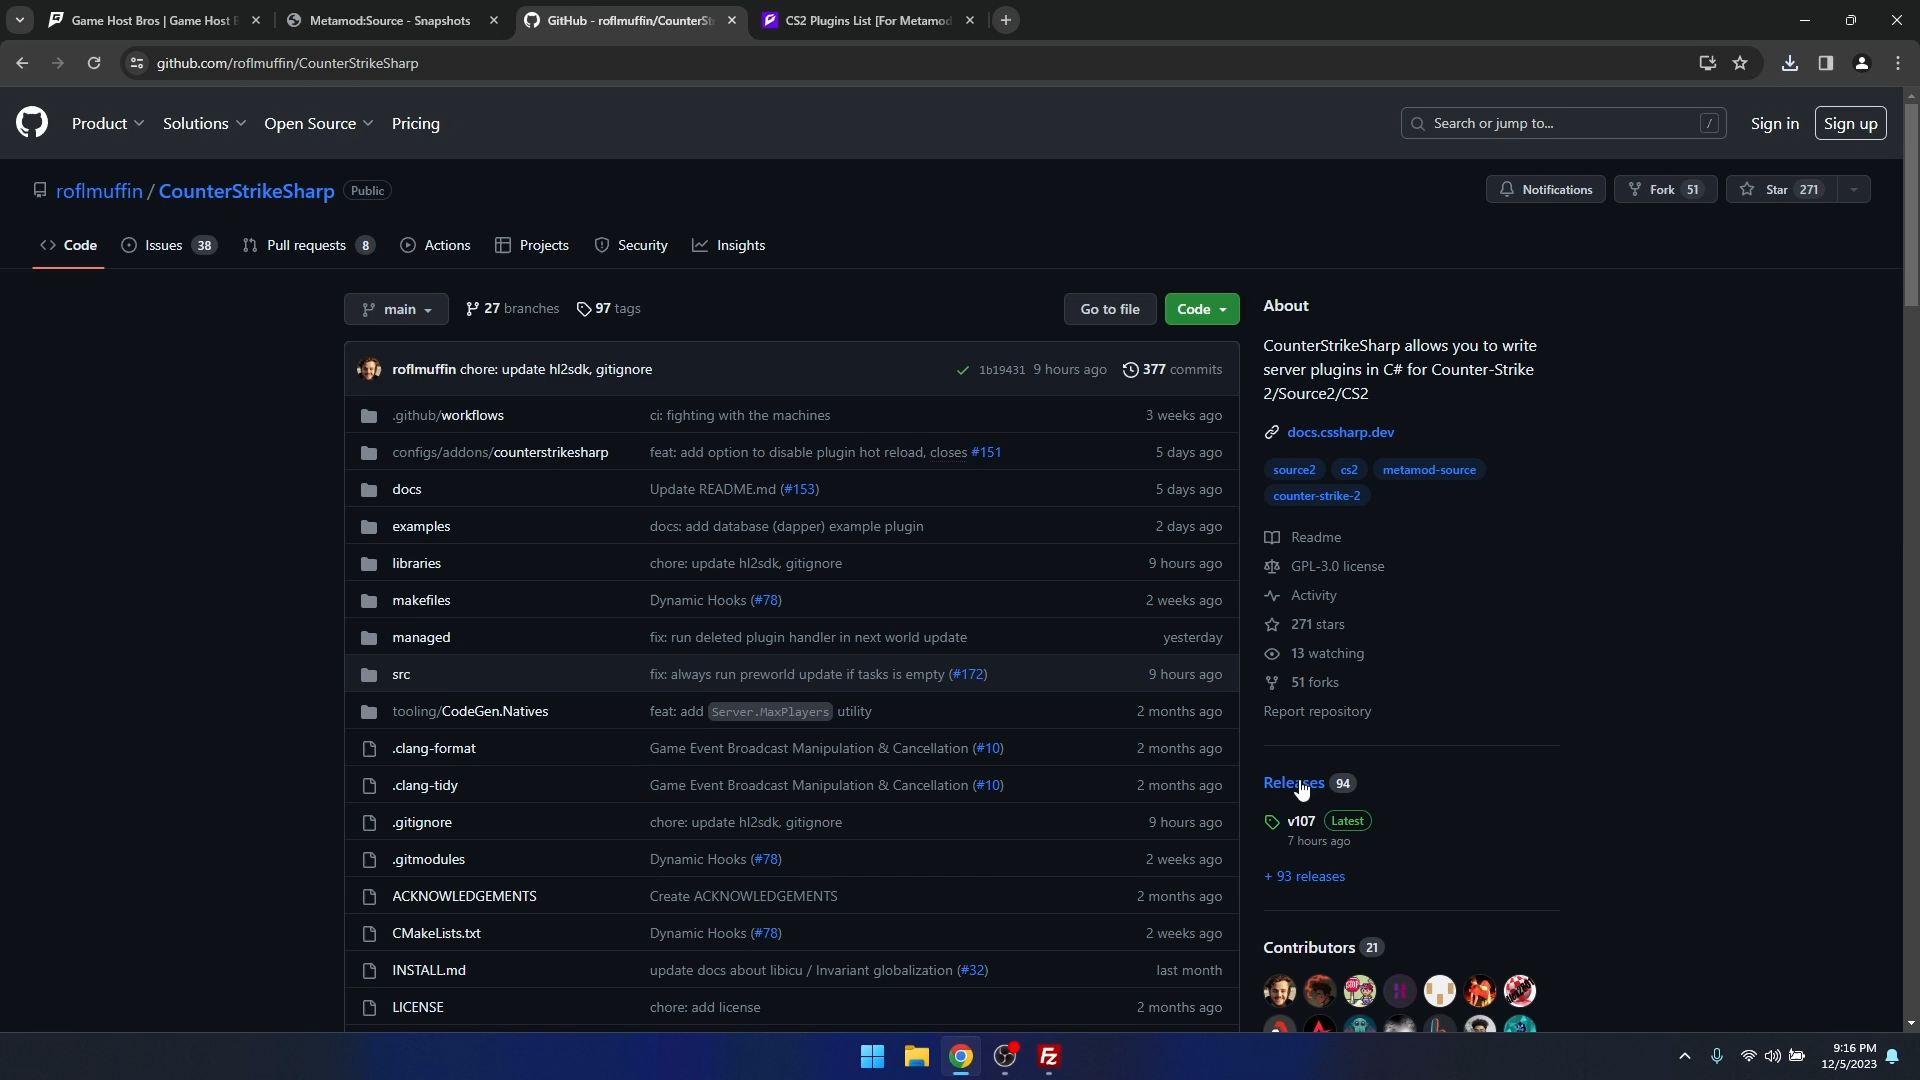 Game Host Bros | Game Host B
Metamod:Source - Snapshots
GitHub - roflmuffin/CounterStr
CS2 Plugins List [For Metamod
github.com/roflmuffin/CounterStrikeSharp
Product
Solutions
Open Source
Pricing
Search or jump to...
/
Sign in
Sign up
roflmuffin / CounterStrikeSharp Public
Notifications
Fork 51
Star 271
Code
Issues 38
Pull requests 8
Actions
Projects
Security
Insights
main
27 branches
97 tags
Go to file
Code
roflmuffin chore: update hl2sdk, gitignore
1b19431 9 hours ago
377 commits
.github/workflows ci: fighting with the machines 3 weeks ago
configs/addons/counterstrikesharp feat: add option to disable plugin hot reload, closes #151 5 days ago
docs Update README.md (#153) 5 days ago
examples docs: add database (dapper) example plugin 2 days ago
libraries chore: update hl2sdk, gitignore 9 hours ago
makefiles Dynamic Hooks (#78) 2 weeks ago
managed fix: run deleted plugin handler in next world update yesterday
src fix: always run preworld update if tasks is empty (#172) 9 hours ago
tooling/CodeGen.Natives feat: add Server.MaxPlayers utility 2 months ago
.clang-format Game Event Broadcast Manipulation & Cancellation (#10) 2 months ago
.clang-tidy Game Event Broadcast Manipulation & Cancellation (#10) 2 months ago
.gitignore chore: update hl2sdk, gitignore 9 hours ago
.gitmodules Dynamic Hooks (#78) 2 weeks ago
ACKNOWLEDGEMENTS Create ACKNOWLEDGEMENTS 2 months ago
CMakeLists.txt Dynamic Hooks (#78) 2 weeks ago
INSTALL.md update docs about libicu / Invariant globalization (#32) last month
LICENSE chore: add license 2 months ago
About
CounterStrikeSharp allows you to write
server plugins in C# for Counter-Strike
2/Source2/CS2
docs.cssharp.dev
source2 cs2 metamod-source
counter-strike-2
Readme
GPL-3.0 license
Activity
271 stars
13 watching
51 forks
Report repository
Releases 94
v107 Latest
7 hours ago
+ 93 releases
Contributors 21
9:16 PM
12/5/2023